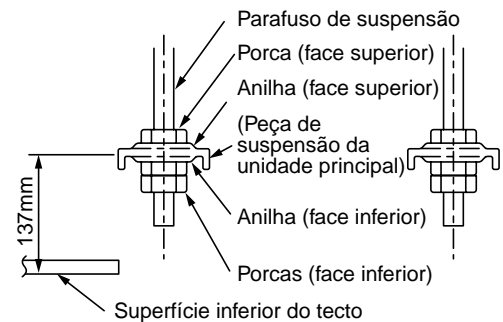 Parafuso de suspensão
Porca (face superior)
Anilha (face superior)
(Peça de
suspensão da
unidade principal)
Anilha (face inferior)
137mm
Porcas (face inferior)
Superfície inferior do tecto